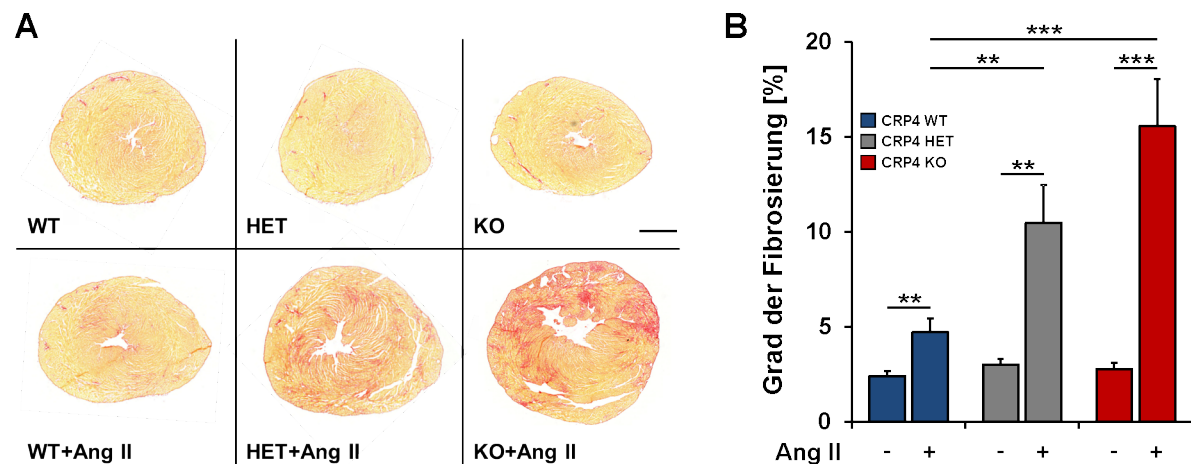 A
WT
HET
KO
WT+Ang II
HET+Ang II
KO+Ang II
B
Grad der Fibrosierung [%]
20
15
10
5
0
***
**
***
**
**
CRP4 WT
CRP4 HET
CRP4 KO
Ang II - + - + - +